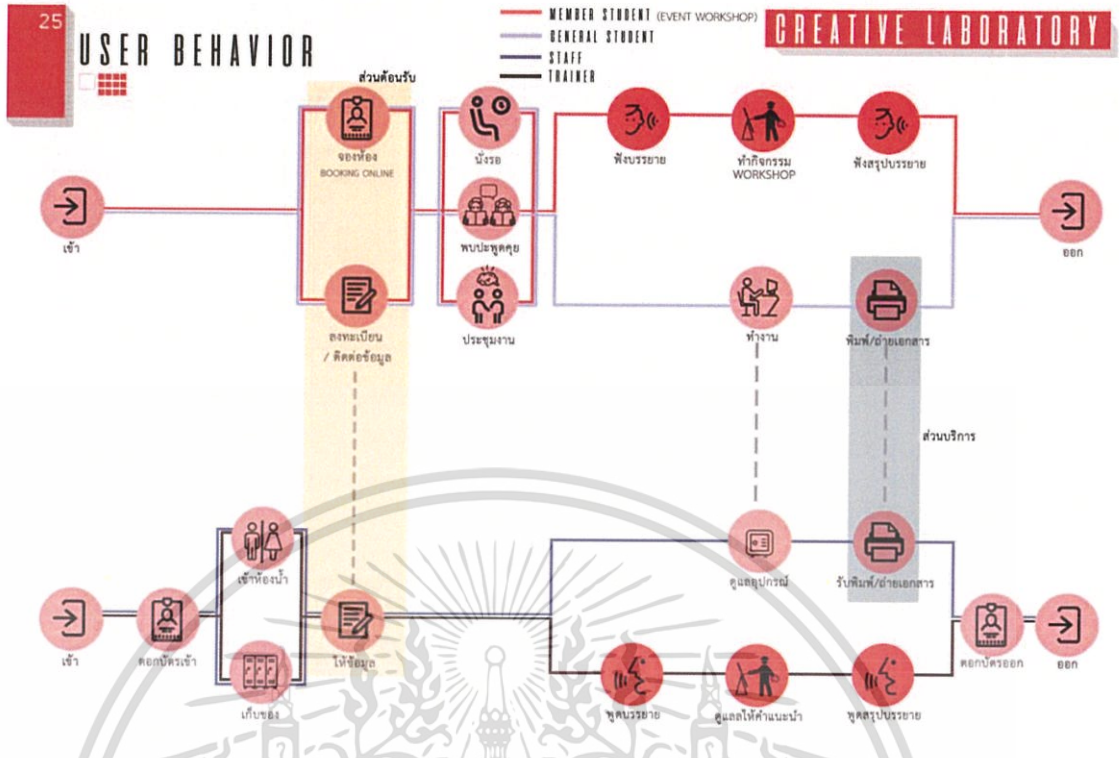 25
USER BEHAVIOR
MEMBER STUDENT (EVENT WORKSHOP)
GENERAL STUDENT
STAFF
TRAINER
CREATIVE LABORATORY
ส่วนต้อนรับ
จองห้อง
BOOKING ONLINE
นั่งรอ
ฟังบรรยาย
ทำกิจกรรม
WORKSHOP
ฟังสรุปบรรยาย
เข้า
พบปะพูดคุย
ออก
ลงทะเบียน
/ ติดต่อข้อมูล
ประชุมงาน
ทำงาน
พิมพ์/ถ่ายเอกสาร
ส่วนบริการ
เข้าห้องน้ำ
ดูแลอุปกรณ์
รับพิมพ์/ถ่ายเอกสาร
เข้า
ตอกบัตรเข้า
ให้ข้อมูล
ตอกบัตรออก
ออก
เก็บของ
พูดบรรยาย
ดูแลให้คำแนะนำ
พูดสรุปบรรยาย